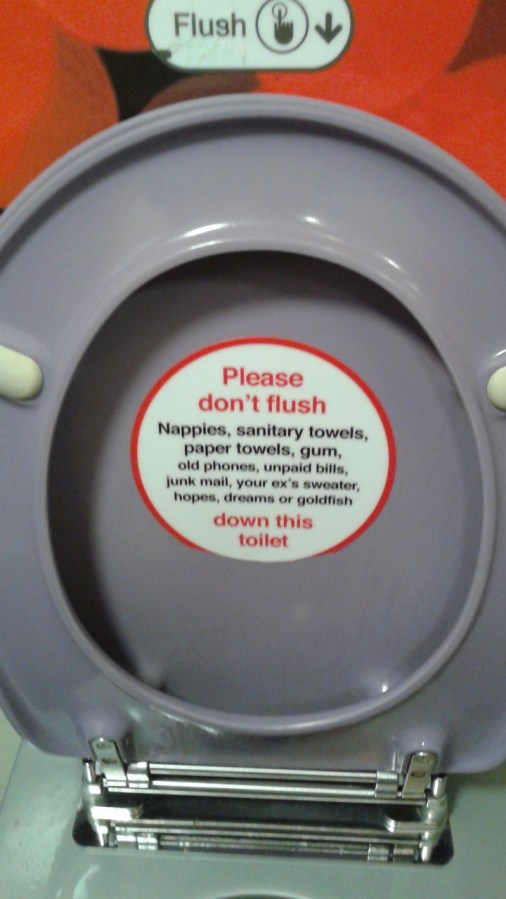 Flush
Please
don't flush
Nappies, sanitary towels,
paper towels, gum,
old phones, unpaid bills,
junk mail, your ex's sweater,
hopes, dreams or goldfish
down this
toilet